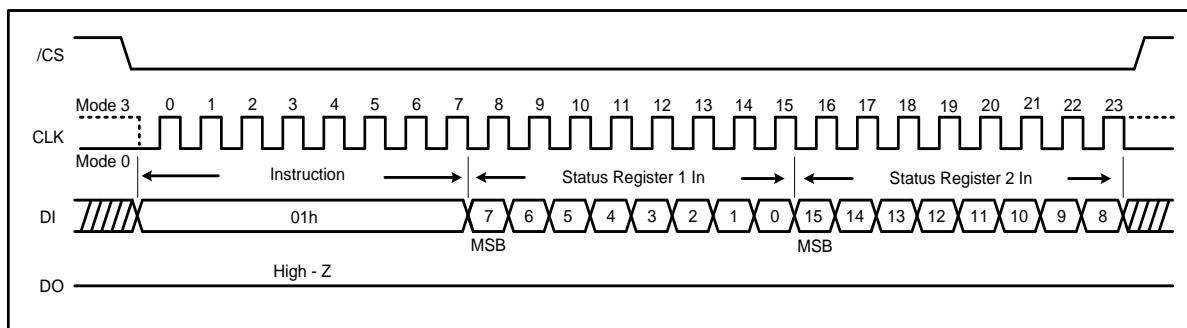 /CS
Mode 3 0 1 2 3 4 5 6 7 8 9 10 11 12 13 14 15 16 17 18 19 20 21 22 23
CLK
Mode 0
Instruction Status Register 1 In Status Register 2 In
DI 01h 7 6 5 4 3 2 1 0 15 14 13 12 11 10 9 8
MSB MSB
High - Z
DO